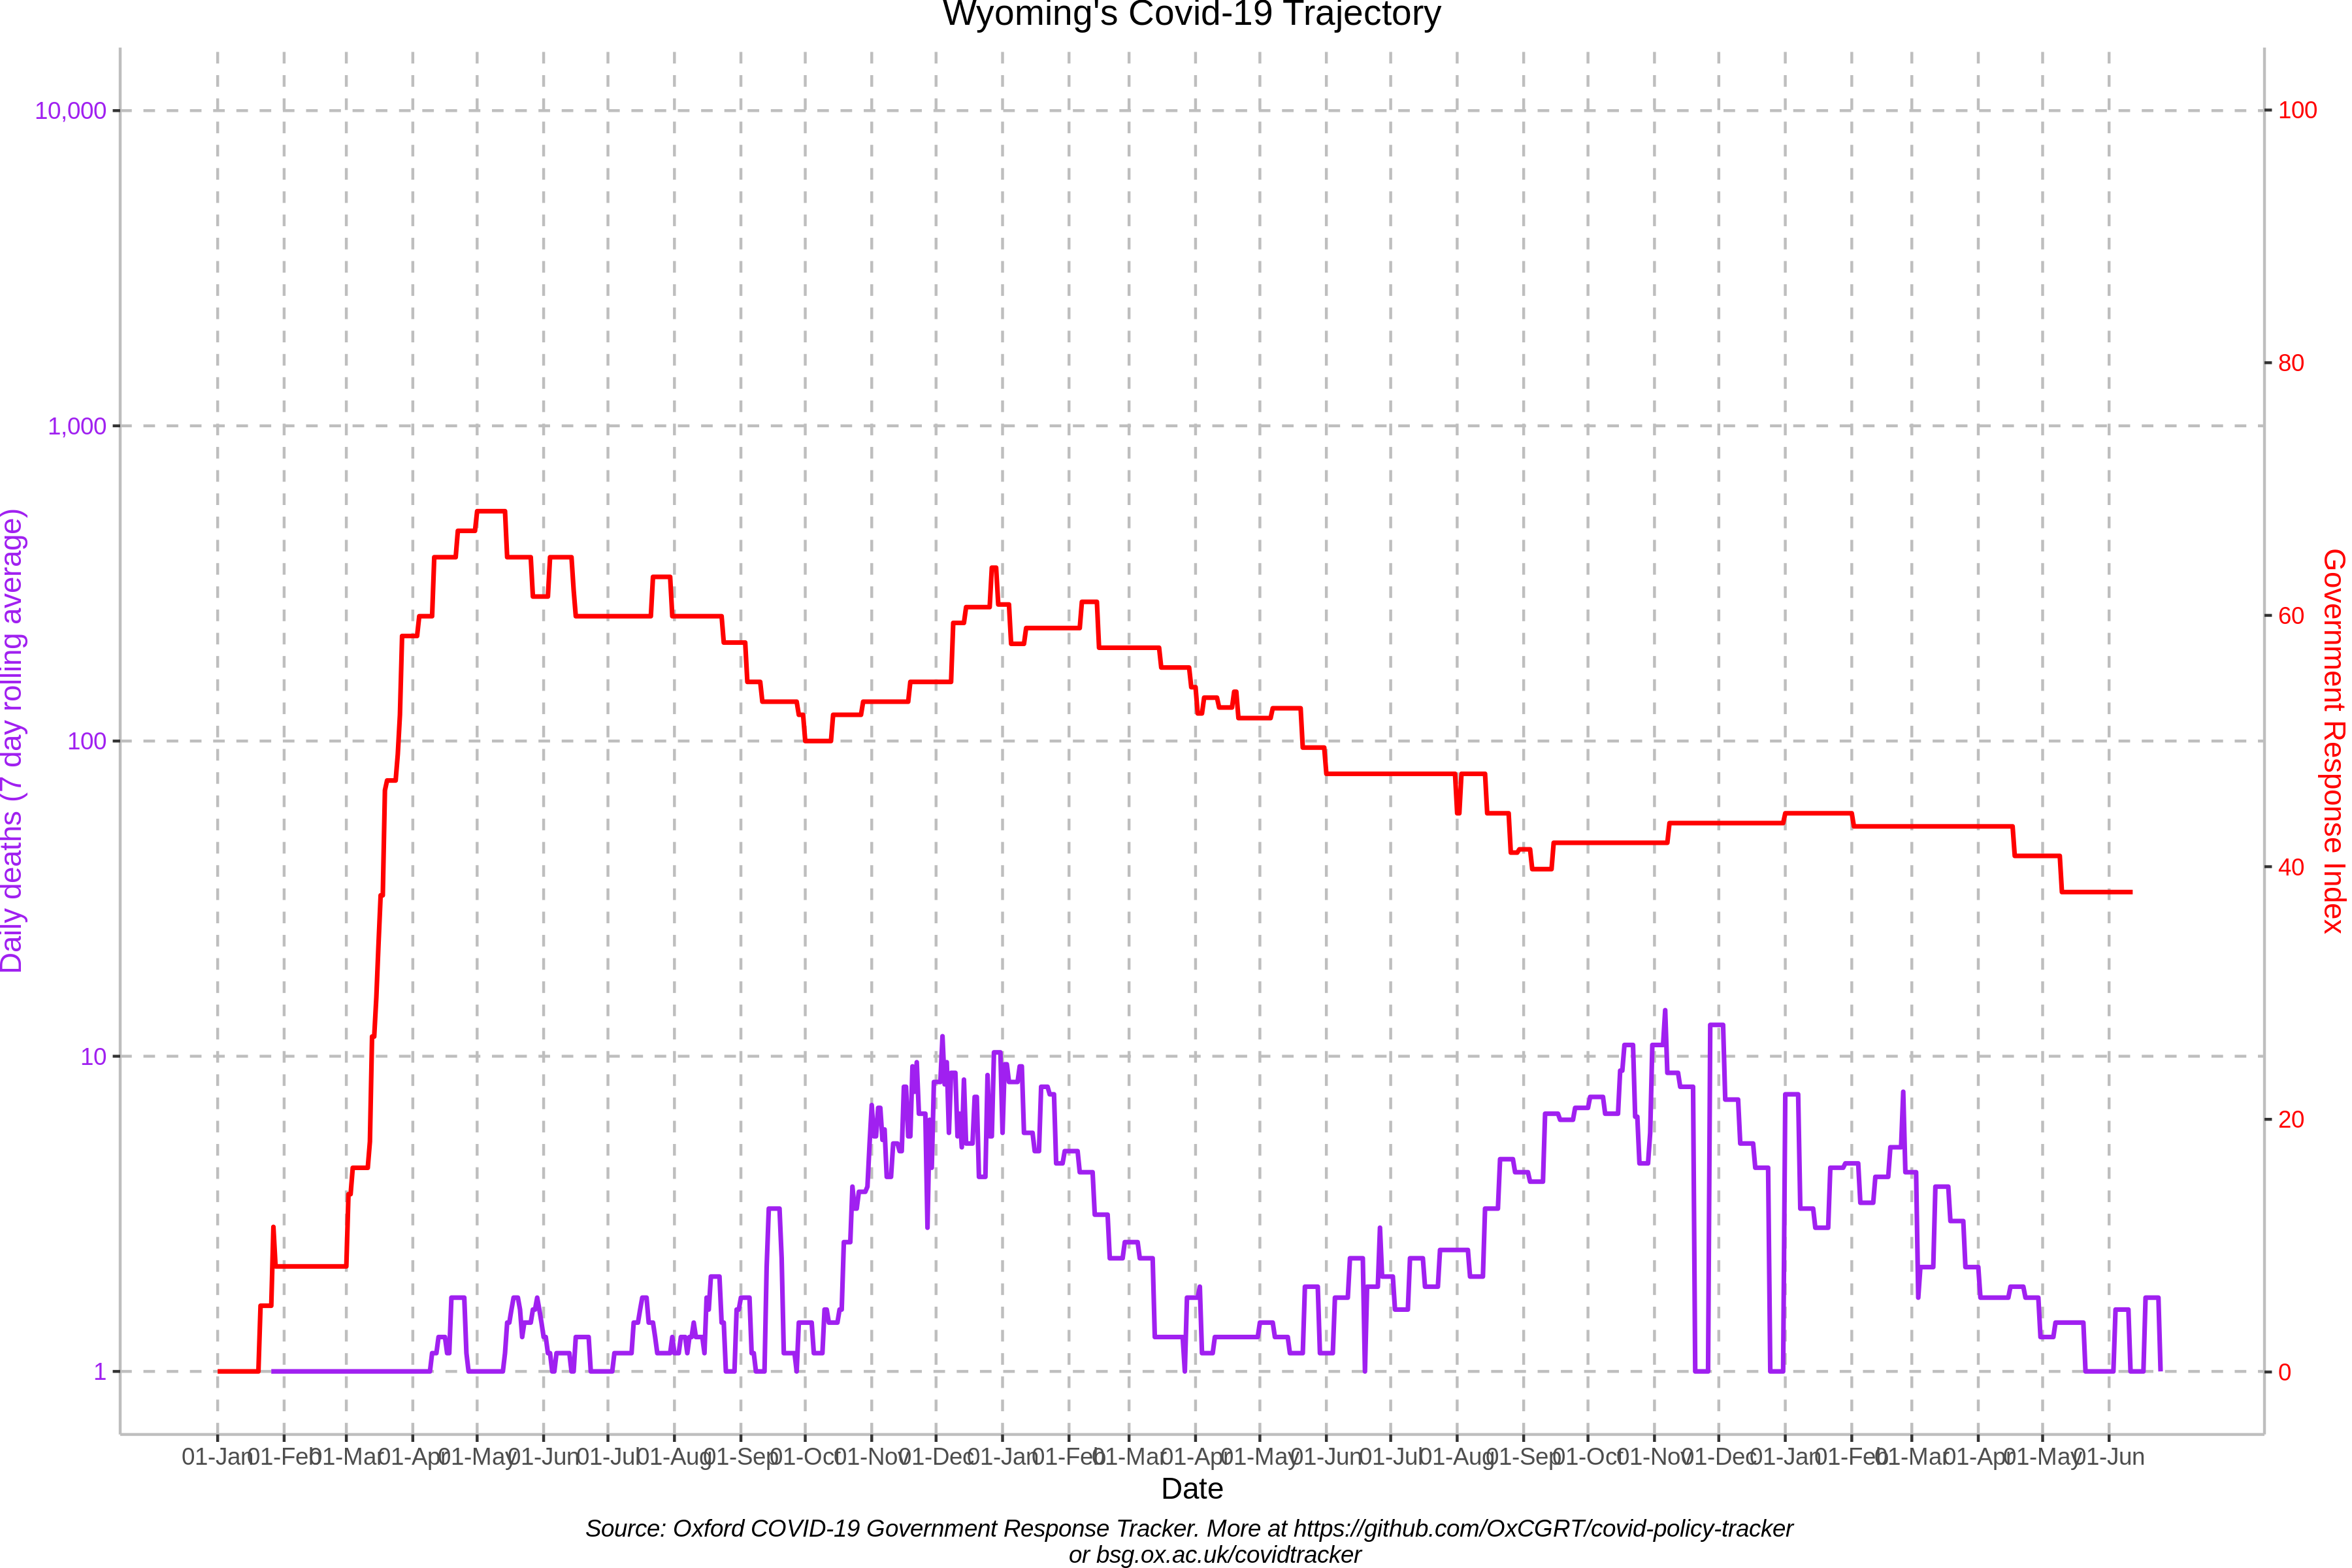 Wyoming's Covid-19 Trajectory
10,000
1,000
100
10
1
Daily deaths (7 day rolling average)
100
80
60
40
20
0
Government Response Index
01-Jan 01-Feb 01-Mar 01-Apr 01-May 01-Jun 01-Jul 01-Aug 01-Sep 01-Oct 01-Nov 01-Dec 01-Jan 01-Feb 01-Mar 01-Apr 01-May 01-Jun 01-Jul 01-Aug 01-Sep 01-Oct 01-Nov 01-Dec 01-Jan 01-Feb 01-Mar 01-Apr 01-May 01-Jun
Date
Source: Oxford COVID-19 Government Response Tracker. More at https://github.com/OxCGRT/covid-policy-tracker
or bsg.ox.ac.uk/covidtracker